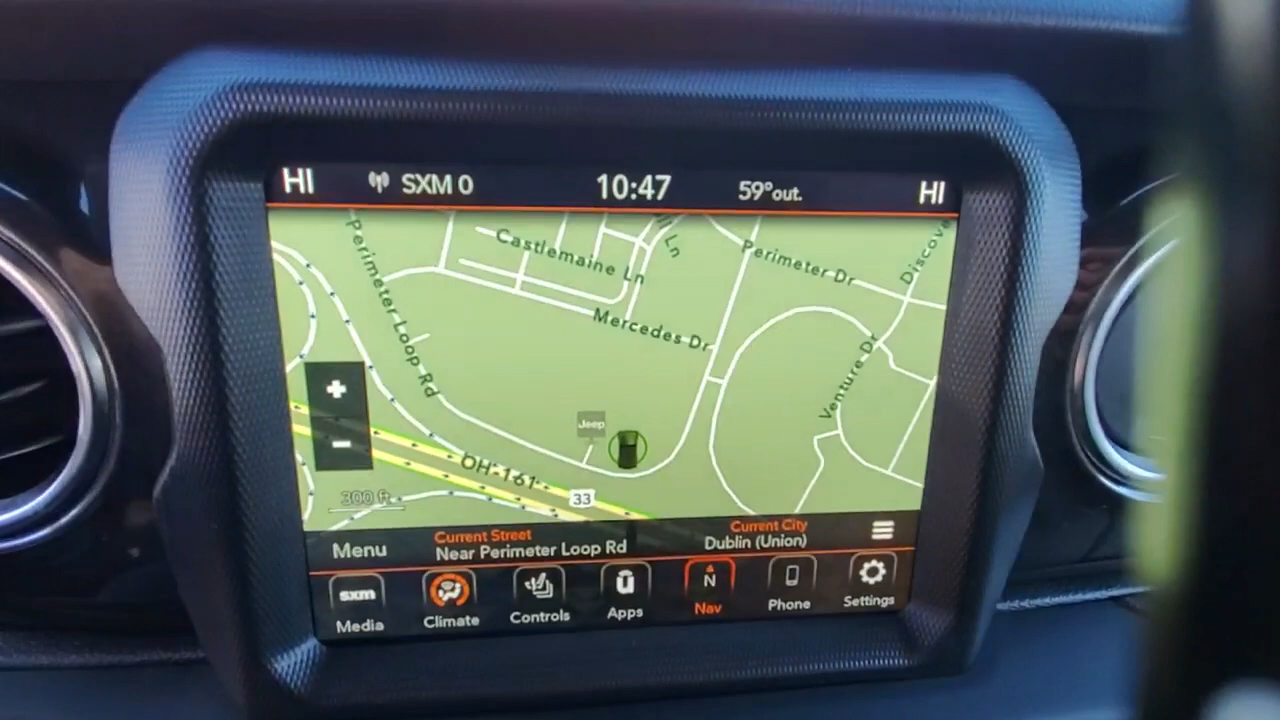 HI SXM 0 10:47 59°out. HI
Perimeter Loop Rd
Castlemaine Ln
Ln
Perimeter Dr
Mercedes Dr
Venture Dr
+
-
Jeep
OH-161
33
300 ft
Menu
Current Street
Near Perimeter Loop Rd
Current City
Dublin (Union)
sxm
Media
Climate
Controls
Apps
N
Nav
Phone
Settings